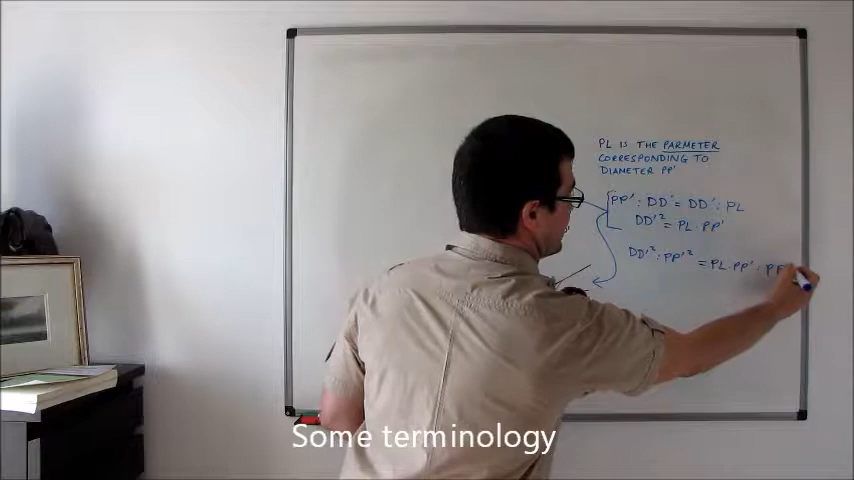 PL IS THE PARMETER
CORRESPONDING TO
DIAMETER PP'
PP' : DD' = DD' : PL
DD'² = PL . PP'
DD'² : PP'² = PL . PP' : PP
Some terminology